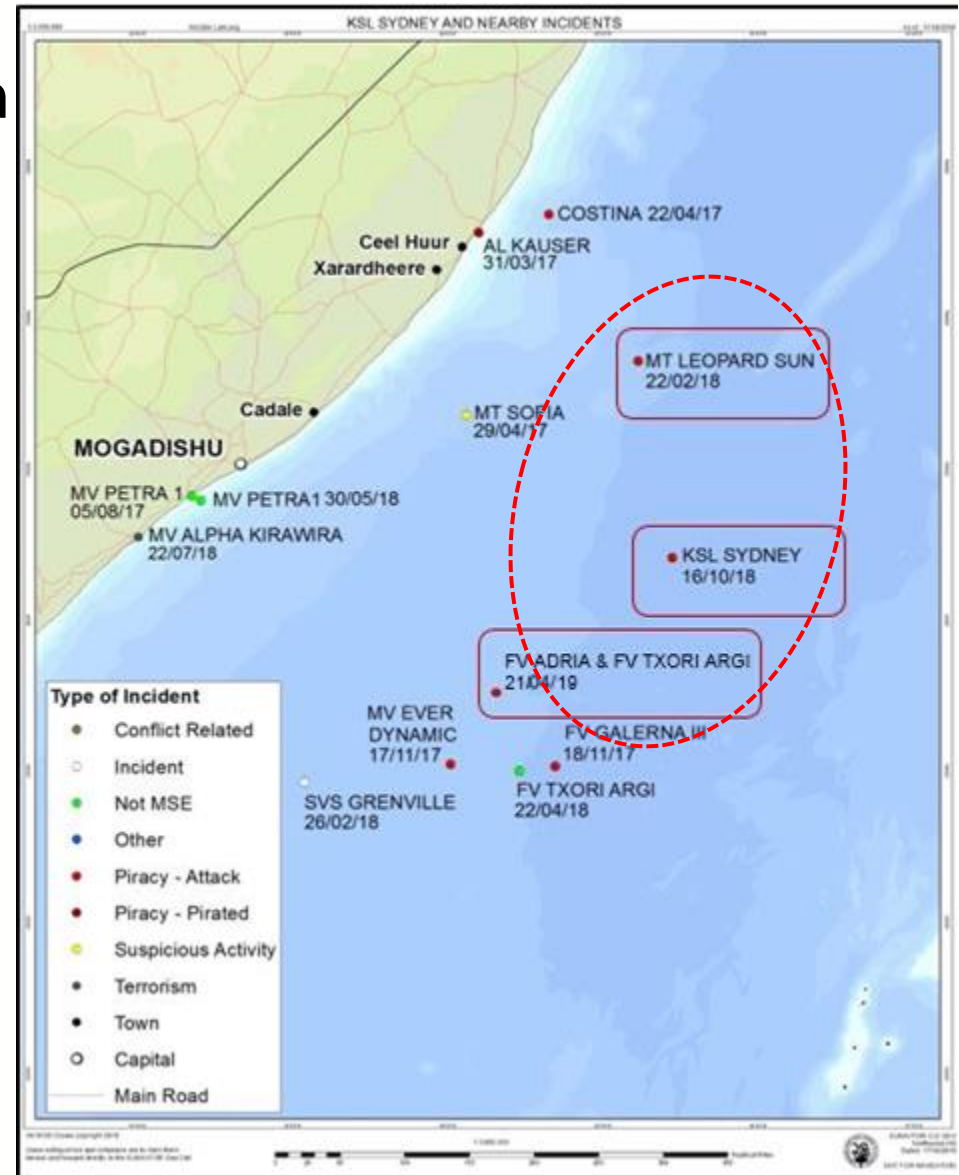 KSL SYDNEY AND NEARBY INCIDENTS
COSTINA 22/04/17
Ceel Huur
AL KAUSER
31/03/17
Xarardheere
MT LEOPARD SUN
22/02/18
Cadale
MT SOFIA
29/04/17
MOGADISHU
MV PETRA 1
05/08/17
MV PETRA1 30/05/18
MV ALPHA KIRAWIRA
22/07/18
KSL SYDNEY
16/10/18
FV ADRIA & FV TXORI ARGI
21/04/19
MV EVER
DYNAMIC
17/11/17
FV GALERNA III
18/11/17
FV TXORI ARGI
22/04/18
SVS GRENVILLE
26/02/18
Type of Incident
Conflict Related
Incident
Not MSE
Other
Piracy - Attack
Piracy - Pirated
Suspicious Activity
Terrorism
Town
Capital
Main Road